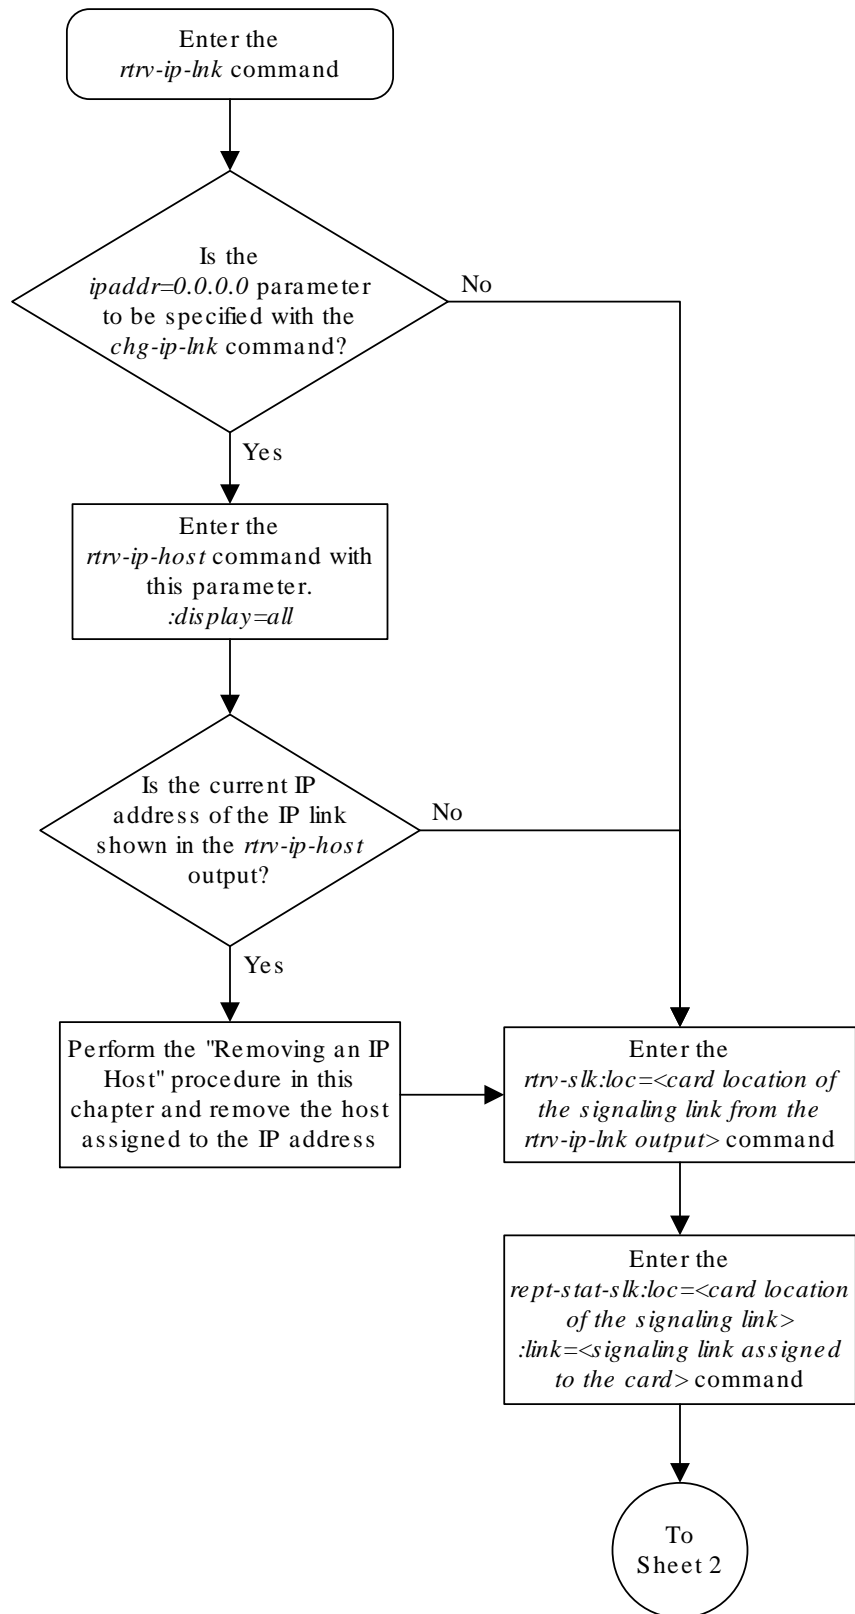 Enter the
rtrv-ip-lnk command
Is the
ipaddr=0.0.0.0 parameter
to be specified with the
chg-ip-lnk command?
No
Yes
Enter the
rtrv-ip-host command with
this parameter.
:display=all
Is the current IP
address of the IP link
shown in the rtrv-ip-host
output?
No
Yes
Perform the "Removing an IP
Host" procedure in this
chapter and remove the host
assigned to the IP address
Enter the
rtrv-slk:loc=<card location of
the signaling link from the
rtrv-ip-lnk output> command
Enter the
rept-stat-slk:loc=<card location
of the signaling link>
:link=<signaling link assigned
to the card> command
To
Sheet 2